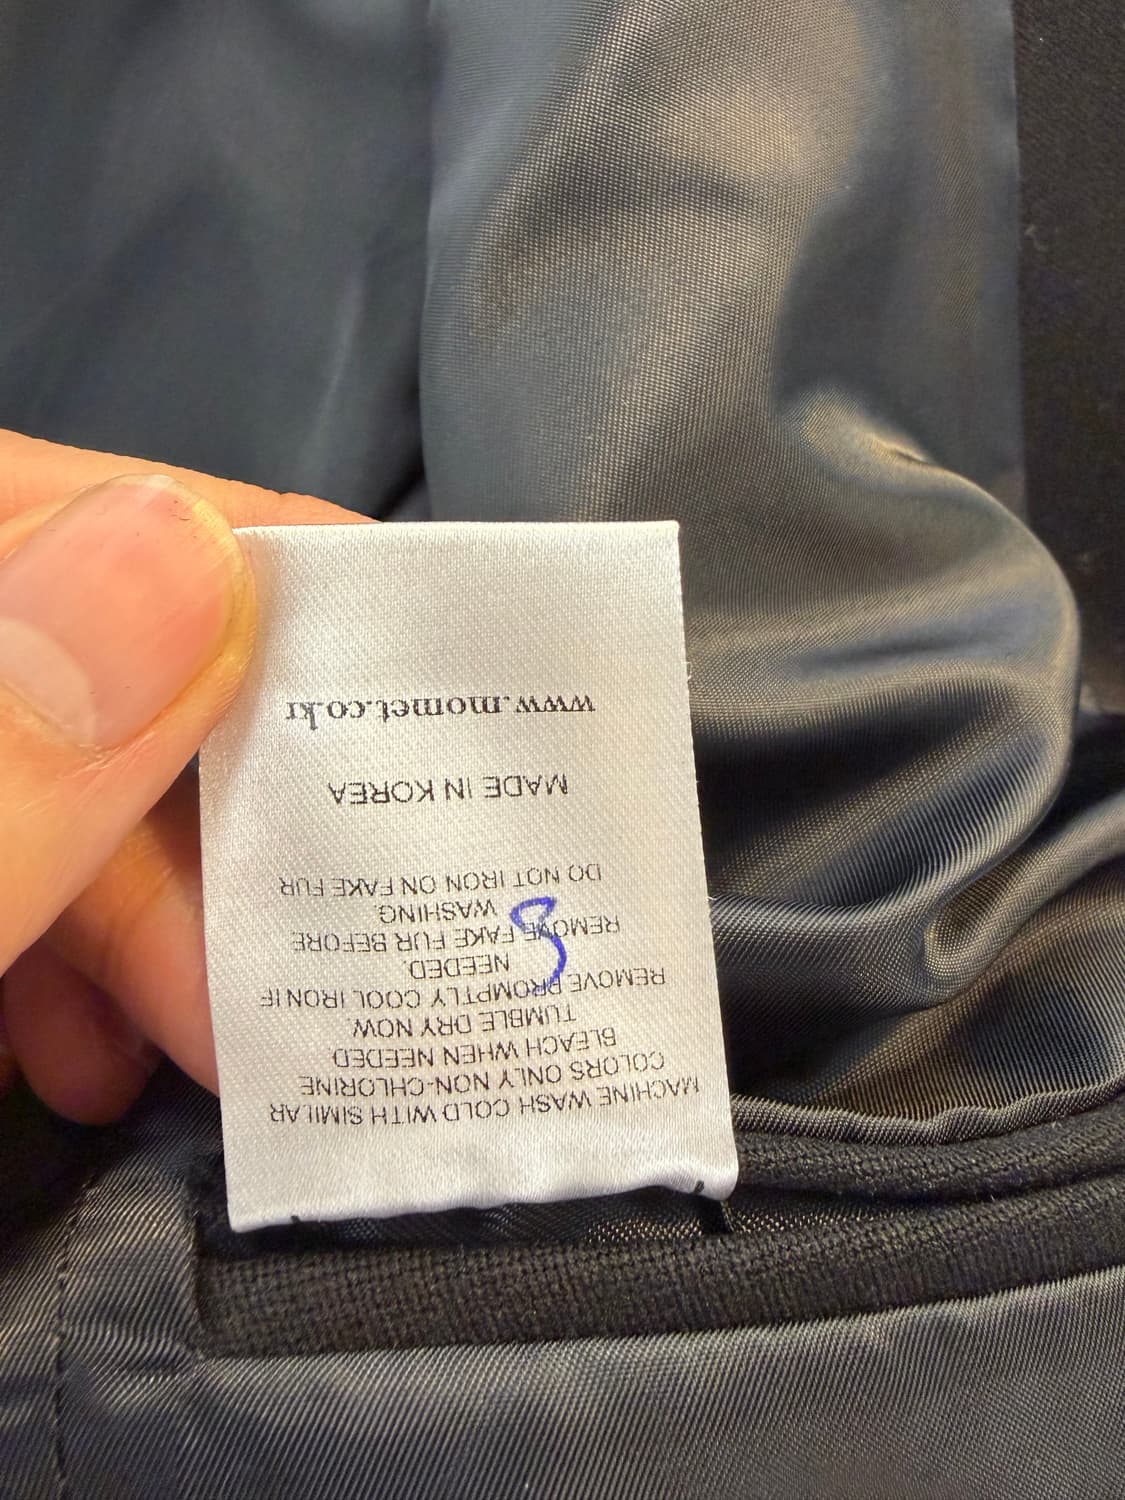 MACHINE WASH COLD WITH SIMILAR
COLORS ONLY NON-CHLORINE
BLEACH WHEN NEEDED
TUMBLE DRY NOW
REMOVE PROMPTLY COOL IRON IF
NEEDED.
REMOVE FAKE FUR BEFORE
WASHING
DO NOT IRON ON FAKE FUR
MADE IN KOREA
www.momet.co.kr